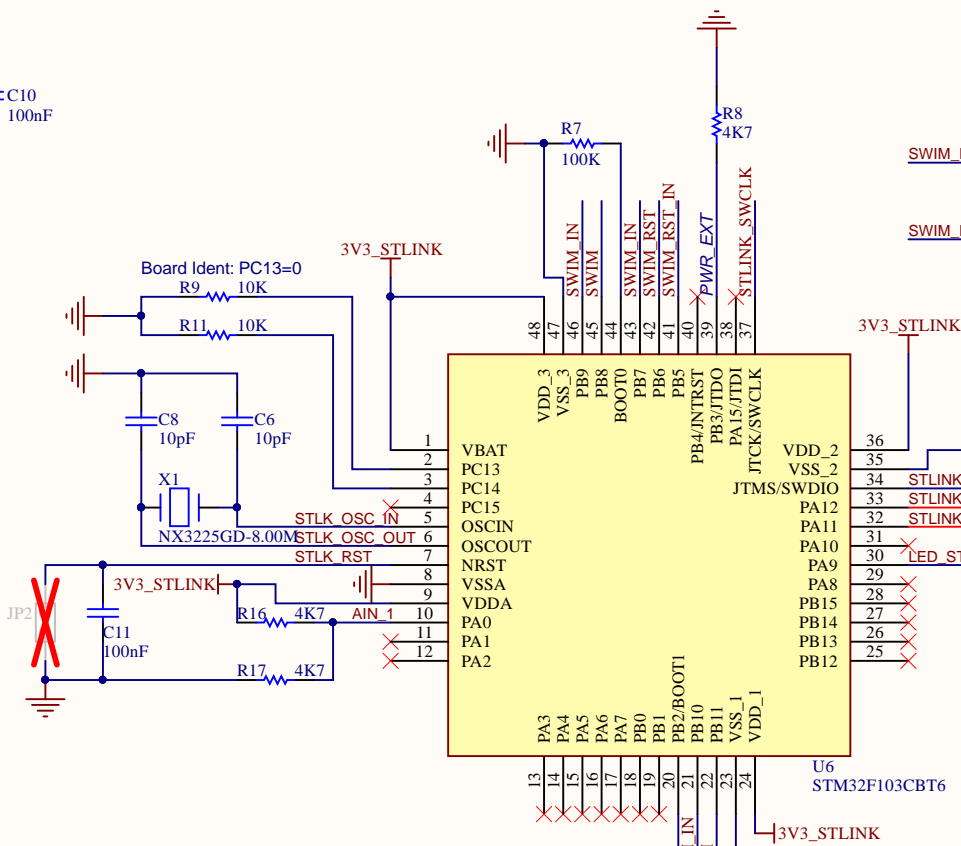 C10
100nF
R8
4K7
R7
100K
SWIM_I
SWIM_I
SWIM_IN
SWIM
SWIM_IN
SWIM_RST
SWIM_RST_IN
PWR_EXT
STLINK_SWCLK
3V3_STLINK
Board Ident: PC13=0
R9 10K
R11 10K
3V3_STLINK
48 47 46 45 44 43 42 41 40 39 38 37
VDD_3
VSS_3
PB9
PB8
BOOT0
PB7
PB6
PB5
PB4/JNTRST
PB3/JTDO
PA15/JTDI
JTCK/SWCLK
C8
10pF
C6
10pF
X1
NX3225GD-8.00M
STLK_OSC_IN
STLK_OSC_OUT
STLK_RST
3V3_STLINK
AIN_1
R16 4K7
R17 4K7
JP2
C11
100nF
1 VBAT
2 PC13
3 PC14
4 PC15
5 OSCIN
6 OSCOUT
7 NRST
8 VSSA
9 VDDA
10 PA0
11 PA1
12 PA2
VDD_2 36
VSS_2 35
JTMS/SWDIO 34 STLINK
PA12 33 STLINK
PA11 32 STLINK
PA10 31
PA9 30 LED_ST
PA8 29
PB15 28
PB14 27
PB13 26
PB12 25
PA3
PA4
PA5
PA6
PA7
PB0
PB1
PB2/BOOT1
PB10
PB11
VSS_1
VDD_1
13 14 15 16 17 18 19 20 21 22 23 24
U6
STM32F103CBT6
_IN
3V3_STLINK